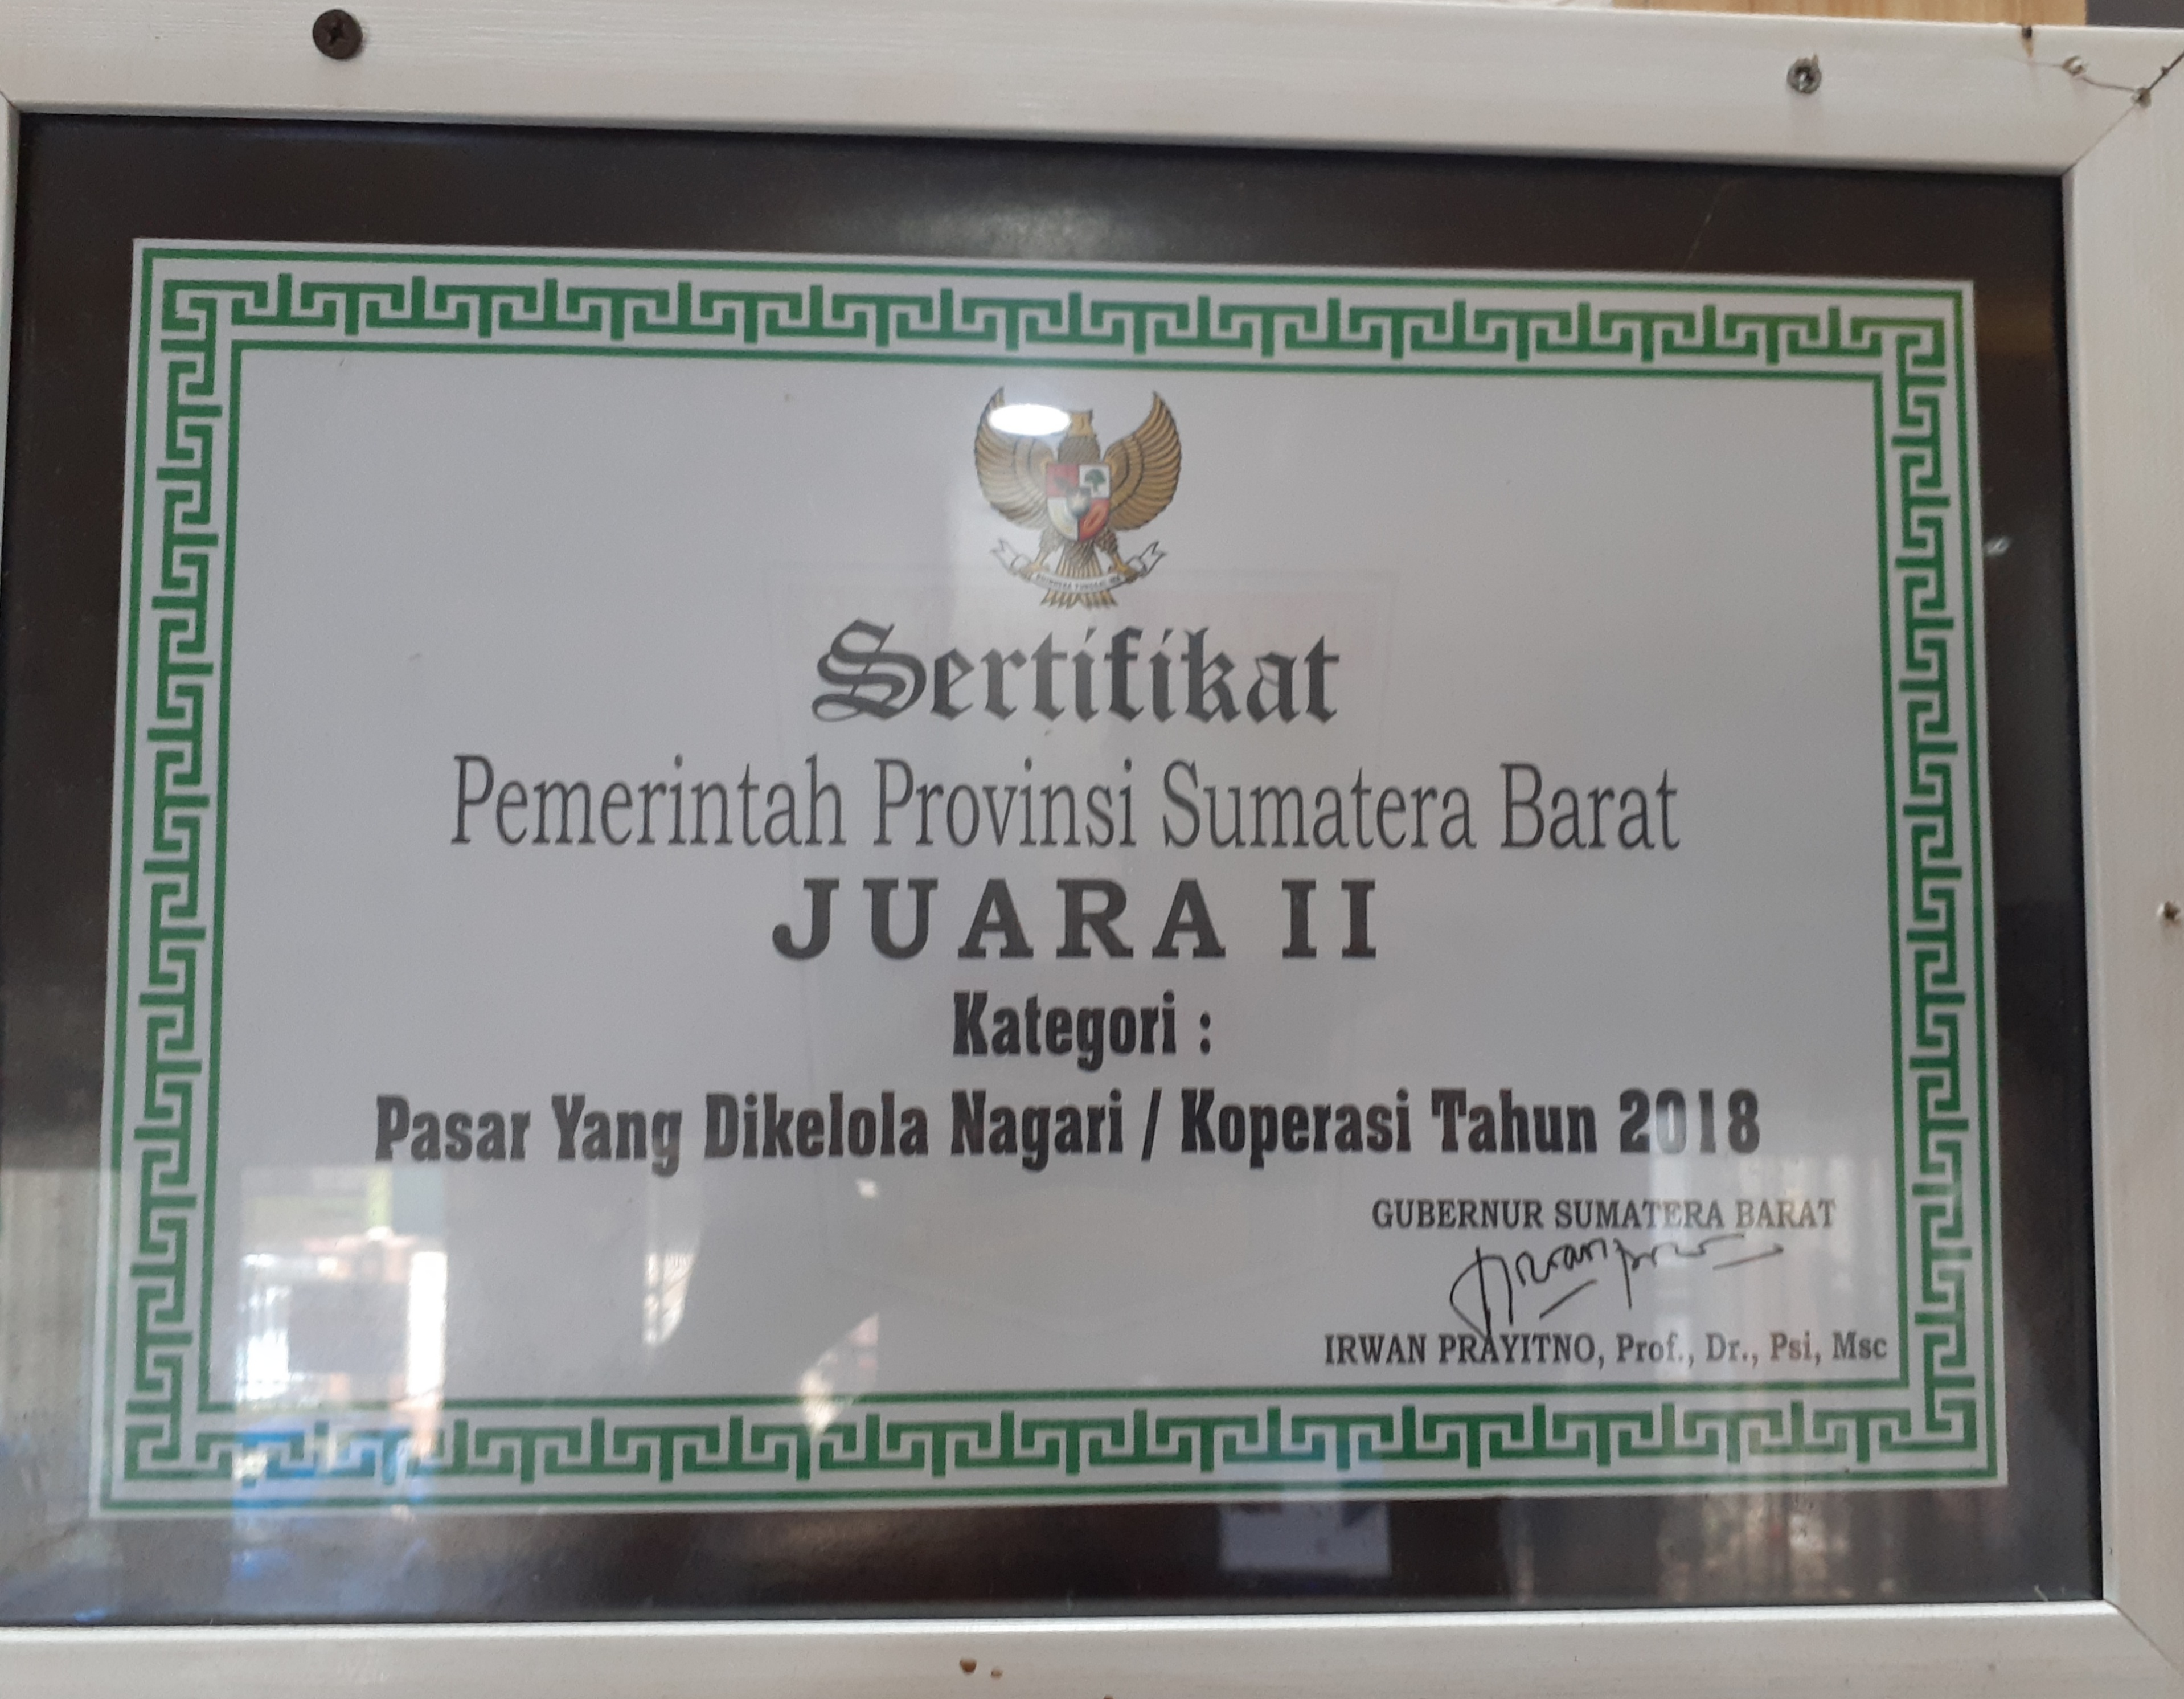 Sertifikat
Pemerintah Provinsi Sumatera Barat
JUARA II
Kategori :
Pasar Yang Dikelola Nagari / Koperasi Tahun 2018
GUBERNUR SUMATERA BARAT
IRWAN PRAYITNO, Prof., Dr., Psi, Msc